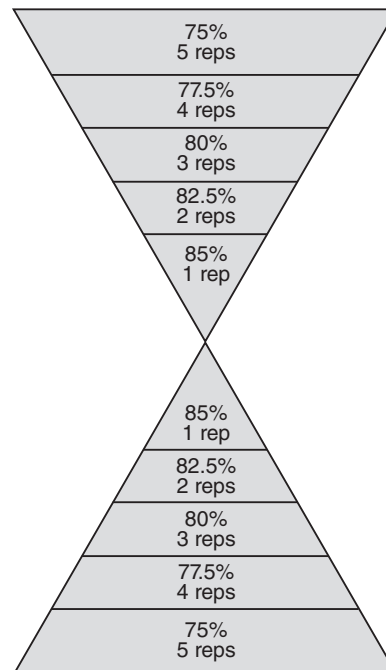 75%
5 reps
77.5%
4 reps
80%
3 reps
82.5%
2 reps
85%
1 rep
85%
1 rep
82.5%
2 reps
80%
3 reps
77.5%
4 reps
75%
5 reps